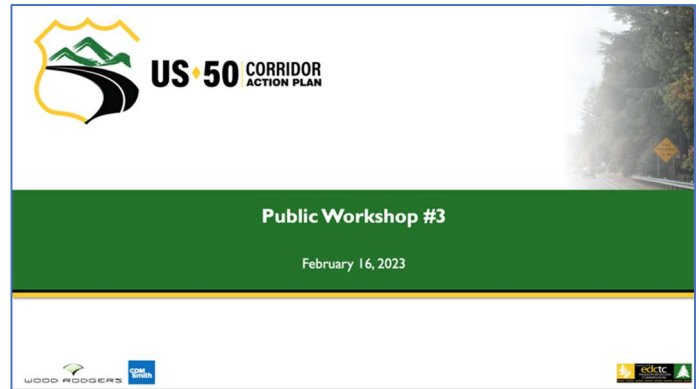 US 50 CORRIDOR
ACTION PLAN
Public Workshop #3
February 16, 2023
WOOD RODGERS
CDM
Smith
edctc